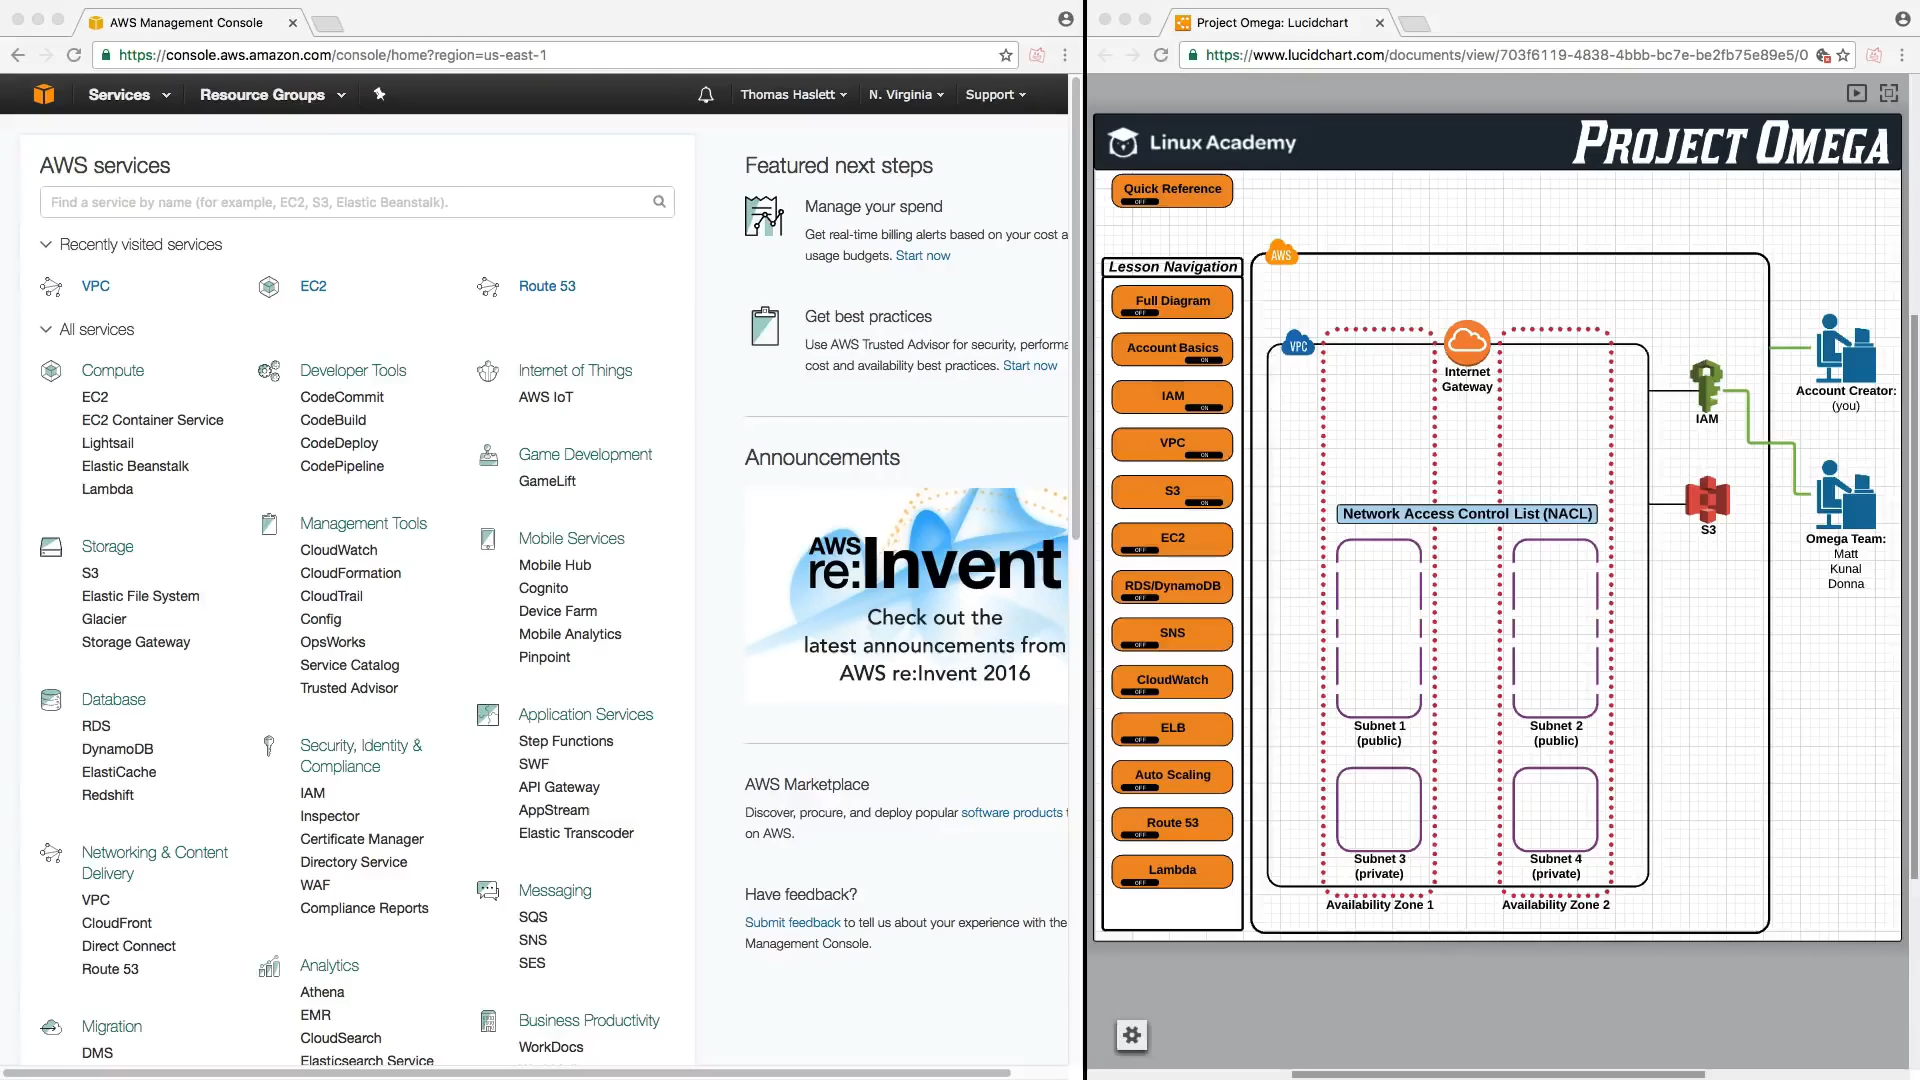 AWS Management Console
https://console.aws.amazon.com/console/home?region=us-east-1
Services
Resource Groups
Thomas Haslett
N. Virginia
Support
AWS services
Find a service by name (for example, EC2, S3, Elastic Beanstalk).
Recently visited services
VPC
EC2
Route 53
All services
Compute
EC2
EC2 Container Service
Lightsail
Elastic Beanstalk
Lambda
Storage
S3
Elastic File System
Glacier
Storage Gateway
Database
RDS
DynamoDB
ElastiCache
Redshift
Networking & Content
Delivery
VPC
CloudFront
Direct Connect
Route 53
Migration
DMS
Developer Tools
CodeCommit
CodeBuild
CodeDeploy
CodePipeline
Management Tools
CloudWatch
CloudFormation
CloudTrail
Config
OpsWorks
Service Catalog
Trusted Advisor
Security, Identity &
Compliance
IAM
Inspector
Certificate Manager
Directory Service
WAF
Compliance Reports
Analytics
Athena
EMR
CloudSearch
Elasticsearch Service
Internet of Things
AWS IoT
Game Development
GameLift
Mobile Services
Mobile Hub
Cognito
Device Farm
Mobile Analytics
Pinpoint
Application Services
Step Functions
SWF
API Gateway
AppStream
Elastic Transcoder
Messaging
SQS
SNS
SES
Business Productivity
WorkDocs
Featured next steps
Manage your spend
Get real-time billing alerts based on your cost a
usage budgets. Start now
Get best practices
Use AWS Trusted Advisor for security, performa
cost and availability best practices. Start now
Announcements
AWS
re:Invent
Check out the
latest announcements from
AWS re:Invent 2016
AWS Marketplace
Discover, procure, and deploy popular software products t
on AWS.
Have feedback?
Submit feedback to tell us about your experience with the
Management Console.
Project Omega: Lucidchart
https://www.lucidchart.com/documents/view/703f6119-4838-4bbb-bc7e-be2fb75e89e5/0
Linux Academy
PROJECT OMEGA
Quick Reference
OFF
Lesson Navigation
Full Diagram
OFF
Account Basics
ON
IAM
ON
VPC
ON
S3
ON
EC2
OFF
RDS/DynamoDB
OFF
SNS
OFF
CloudWatch
OFF
ELB
OFF
Auto Scaling
OFF
Route 53
OFF
Lambda
OFF
AWS
VPC
Internet
Gateway
Network Access Control List (NACL)
Subnet 1
(public)
Subnet 2
(public)
Subnet 3
(private)
Subnet 4
(private)
Availability Zone 1
Availability Zone 2
IAM
S3
Account Creator:
(you)
Omega Team:
Matt
Kunal
Donna